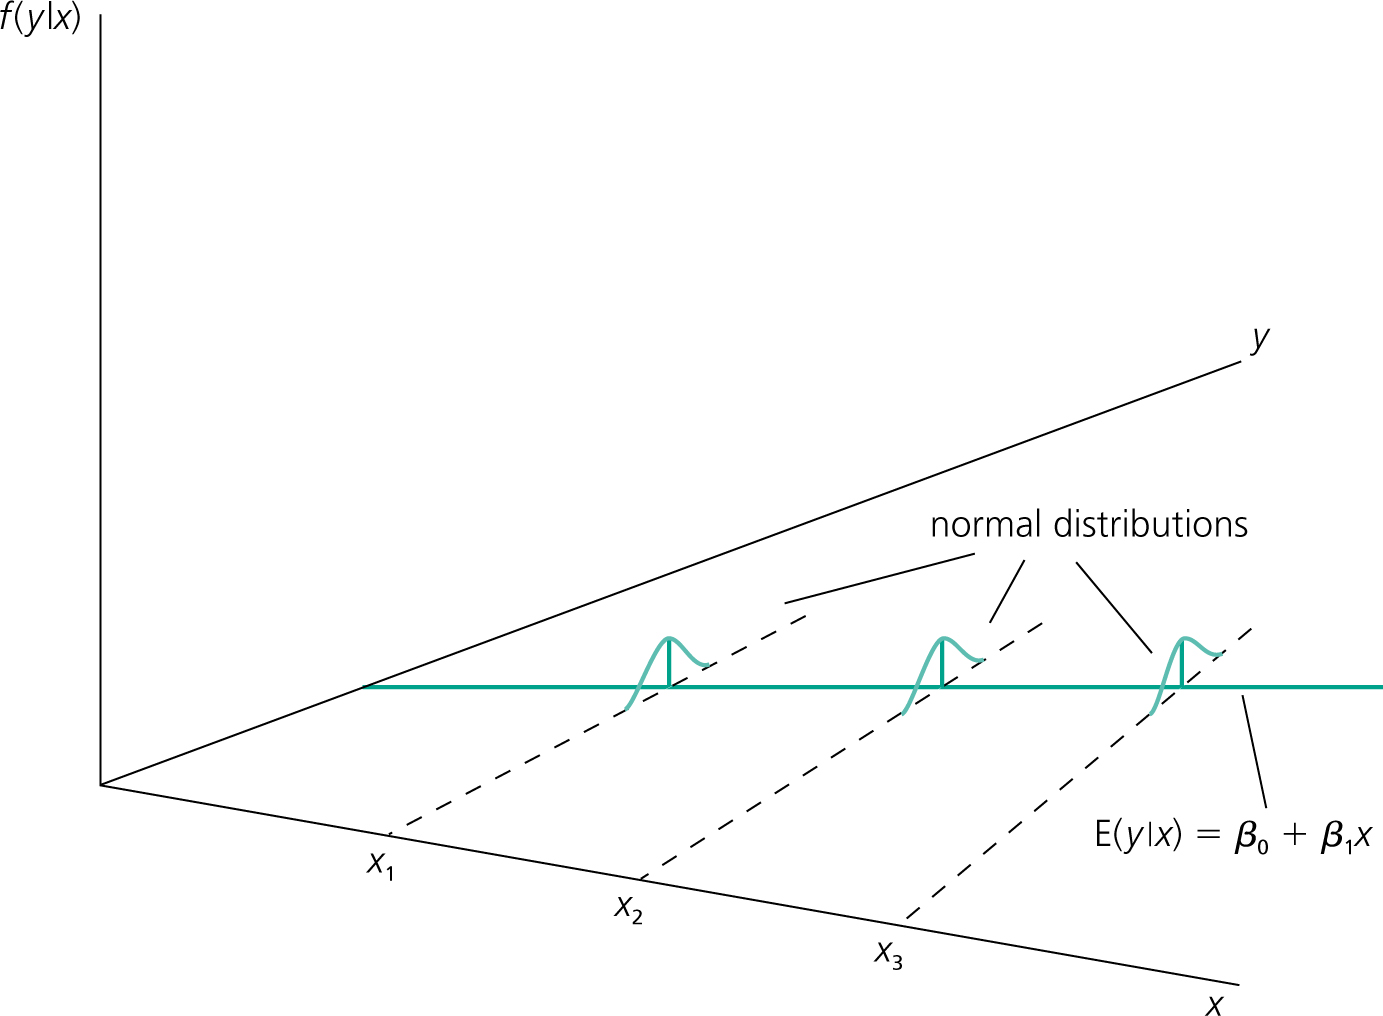 f(y|x)
y
normal distributions
E(y|x) = β₀ + β₁x
x₁
x₂
x₃
x